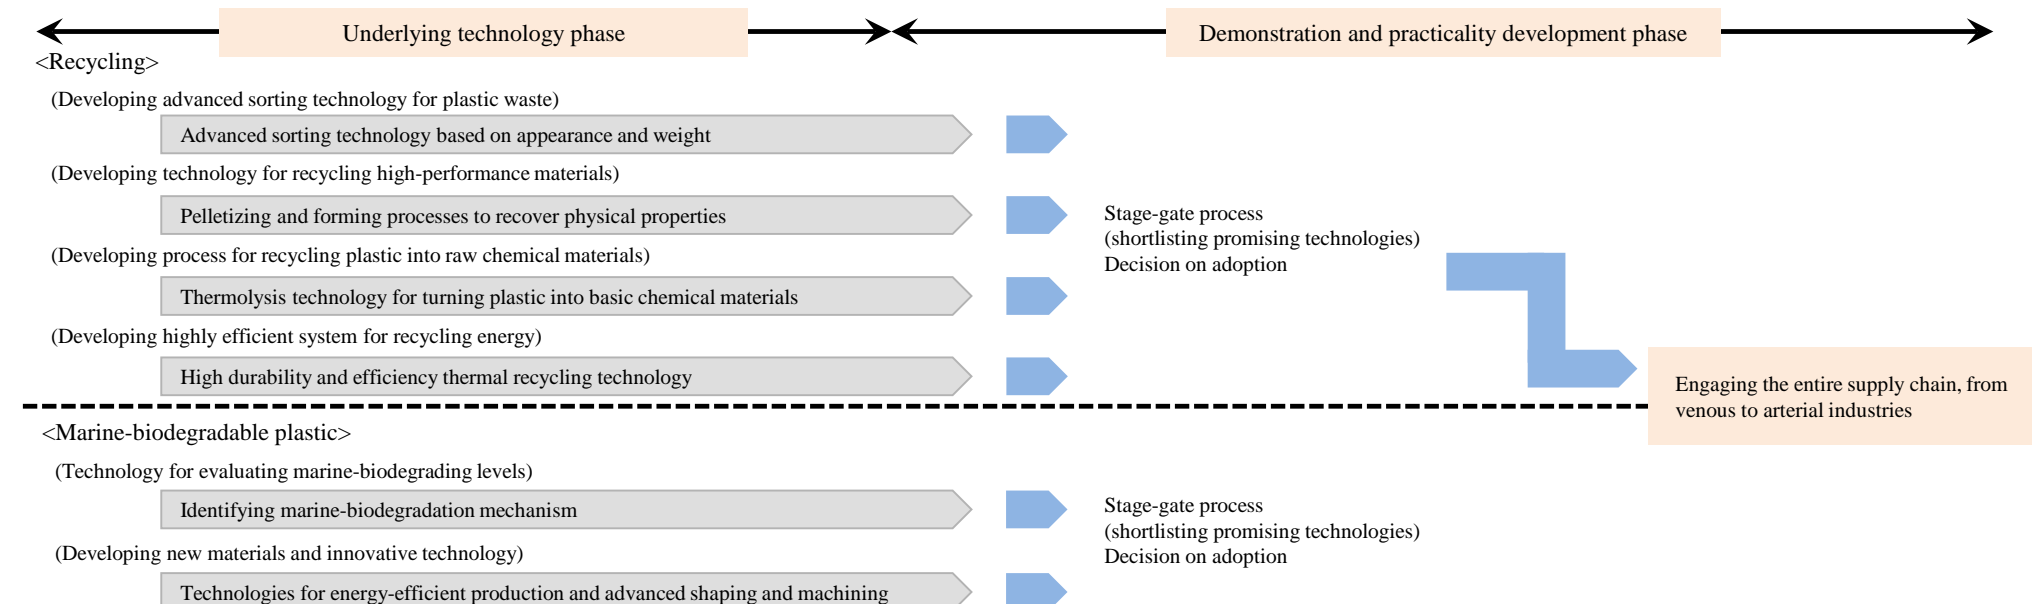 Underlying technology phase
Demonstration and practicality development phase
<Recycling>
(Developing advanced sorting technology for plastic waste)
Advanced sorting technology based on appearance and weight
(Developing technology for recycling high-performance materials)
Pelletizing and forming processes to recover physical properties
Stage-gate process
(shortlisting promising technologies)
Decision on adoption
(Developing process for recycling plastic into raw chemical materials)
Thermolysis technology for turning plastic into basic chemical materials
(Developing highly efficient system for recycling energy)
High durability and efficiency thermal recycling technology
Engaging the entire supply chain, from
venous to arterial industries
<Marine-biodegradable plastic>
(Technology for evaluating marine-biodegrading levels)
Identifying marine-biodegradation mechanism
Stage-gate process
(shortlisting promising technologies)
Decision on adoption
(Developing new materials and innovative technology)
Technologies for energy-efficient production and advanced shaping and machining